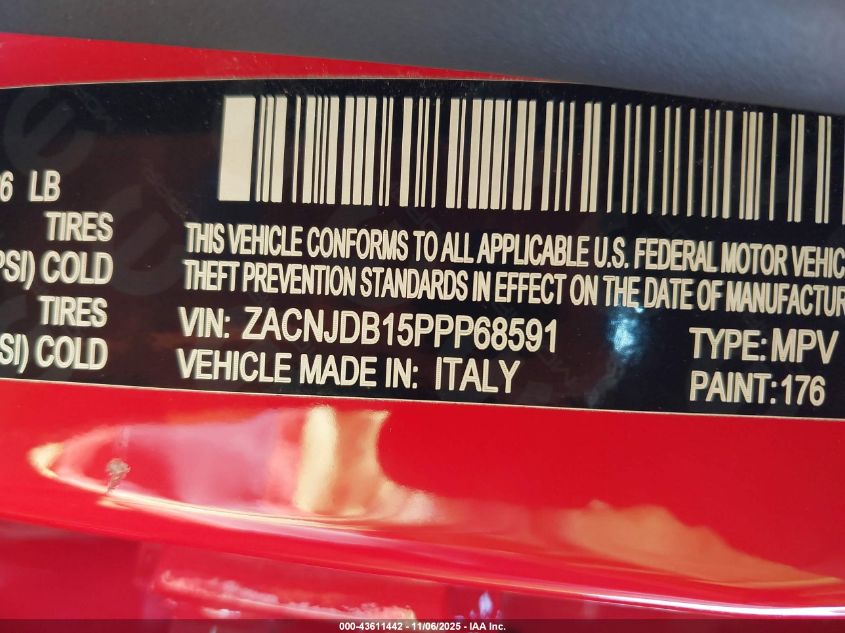 6 LB
TIRES
PSI) COLD
TIRES
SI) COLD
THIS VEHICLE CONFORMS TO ALL APPLICABLE U.S. FEDERAL MOTOR VEHIC
THEFT PREVENTION STANDARDS IN EFFECT ON THE DATE OF MANUFACTUR
VIN: ZACNJDB15PPP68591
TYPE: MPV
VEHICLE MADE IN: ITALY
PAINT: 176
000-43611442 - 11/06/2025 - IAA Inc.